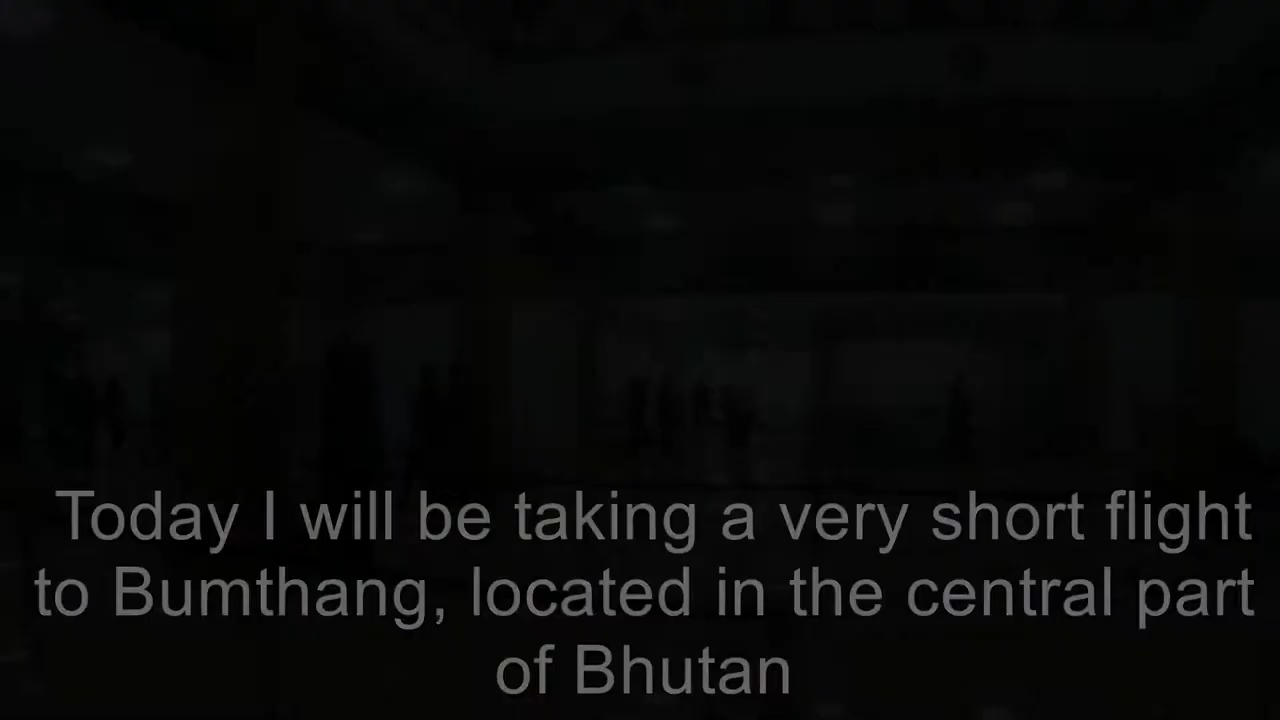 Today I will be taking a very short flight
to Bumthang, located in the central part
of Bhutan